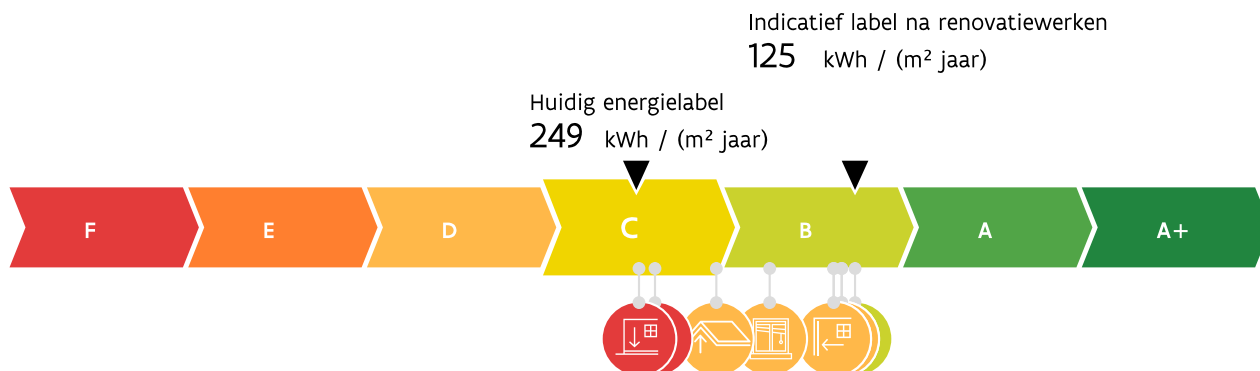 Indicatief label na renovatiewerken
125 kWh / (m² jaar)
Huidig energielabel
249 kWh / (m² jaar)
F E D C B A A+